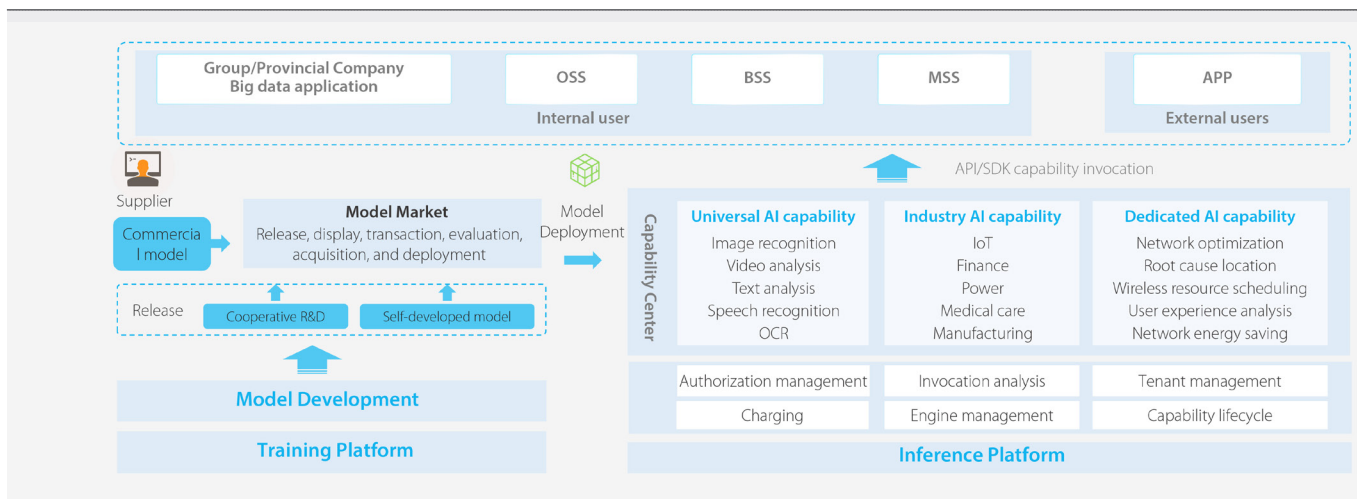 Group/Provincial Company
Big data application
OSS
BSS
MSS
APP
Internal user
External users
API/SDK capability invocation
Supplier
Commercia
l model
Model Market
Release, display, transaction, evaluation,
acquisition, and deployment
Model
Deployment
Release
Cooperative R&D
Self-developed model
Model Development
Training Platform
Capability Center
Universal AI capability
Image recognition
Video analysis
Text analysis
Speech recognition
OCR
Industry AI capability
IoT
Finance
Power
Medical care
Manufacturing
Dedicated AI capability
Network optimization
Root cause location
Wireless resource scheduling
User experience analysis
Network energy saving
Authorization management
Invocation analysis
Tenant management
Charging
Engine management
Capability lifecycle
Inference Platform